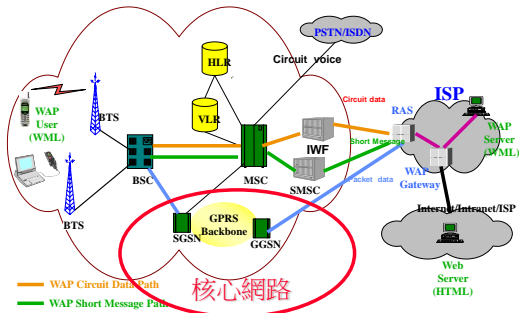 PSTN/ISDN
HLR
Circuit voice
ISP
Circuit data
RAS
WAP
User
(WML)
BTS
VLR
IWF
Short Message
WAP
Server
(WML)
BSC
MSC
SMSC
Packet data
WAP
Gateway
BTS
SGSN
GPRS
Backbone
GGSN
Internet/Intranet/ISP
Web
Server
(HTML)
WAP Circuit Data Path
WAP Short Message Path
核心網路